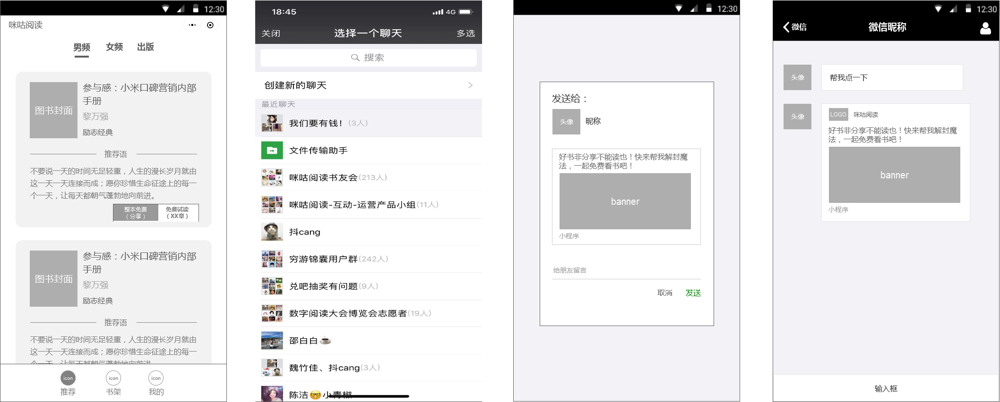 12:30
咪咕阅读
男频 女频 出版
图书封面
参与感：小米口碑营销内部
手册
黎万强
励志经典
推荐语
不要说一天的时间无足轻重，人生的漫长岁月就由
这一天一天连接而成；愿你珍惜生命征途上的每一
个一天，让每天都朝气蓬勃地向前进。
整本免费
（分享）
免费试读
（XX章）
图书封面
参与感：小米口碑营销内部
手册
黎万强
励志经典
推荐语
不要说一天的时间无足轻重，人生的漫长岁月就由
这一天一天连接而成；愿你珍惜生命征途上的每一
个一天，让每天都朝气蓬勃地向前进
icon icon icon
推荐 书架 我的
18:45 4G
关闭 选择一个聊天 多选
搜索
创建新的聊天
最近聊天
我们要有钱！(3人)
文件传输助手
咪咕阅读书友会(213人)
咪咕阅读-互动-运营产品小组(11人)
抖cang
穷游锦囊用户群(242人)
兑吧抽奖有问题(9人)
数字阅读大会博览会志愿者(19人)
邵白白☕
魏竹佳、抖cang(3人)
陈洁🤓小青椒
12:30
发送给：
头像 昵称
好书非分享不能读也！快来帮我解封魔
法，一起免费看书吧！
banner
小程序
给朋友留言
取消 发送
12:30
微信 微信昵称
头像 帮我点一下
头像
LOGO 咪咕阅读
好书非分享不能读也！快来帮我解封魔
法，一起免费看书吧！
banner
小程序
输入框